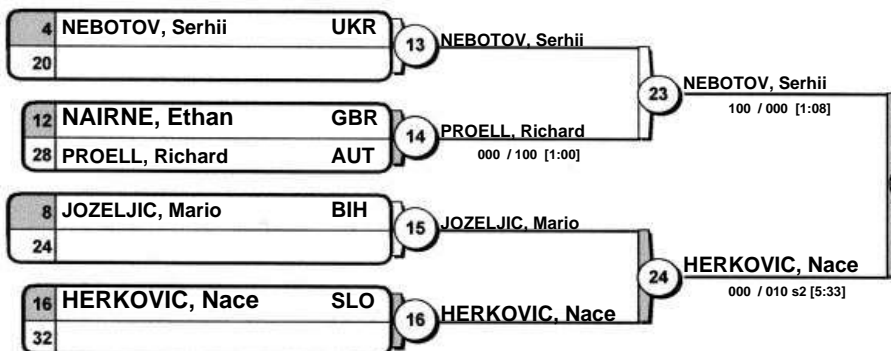 4 NEBOTOV, Serhii UKR
20
13
NEBOTOV, Serhii
12 NAIRNE, Ethan GBR
28 PROELL, Richard AUT
14
PROELL, Richard
000 / 100 [1:00]
23
NEBOTOV, Serhii
100 / 000 [1:08]
8 JOZELJIC, Mario BIH
24
15
JOZELJIC, Mario
16 HERKOVIC, Nace SLO
32
16
HERKOVIC, Nace
24
HERKOVIC, Nace
000 / 010 s2 [5:33]